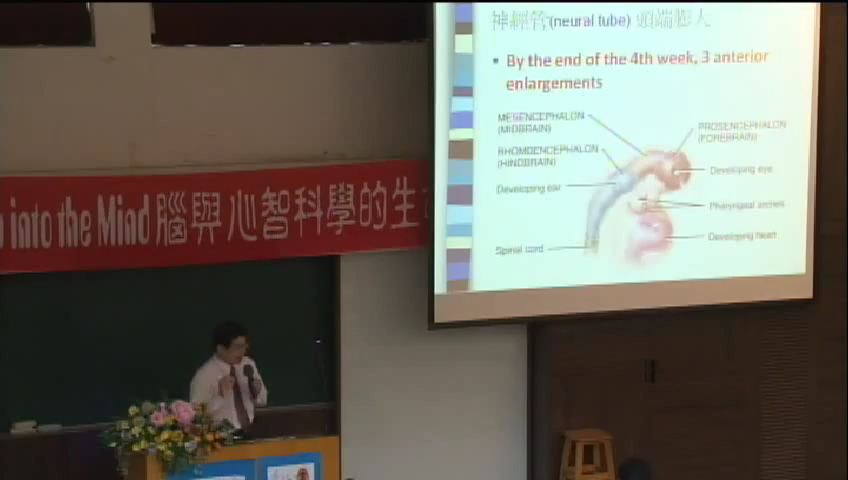 神經管(neural tube) 頭端膨大
By the end of the 4th week, 3 anterior
enlargements
MESENCEPHALON
(MIDBRAIN)
PROSENCEPHALON
(FOREBRAIN)
RHOMBENCEPHALON
(HINDBRAIN)
Developing eye
Developing ear
Pharyngeal arches
Developing heart
Spinal cord
into the Mind 腦與心智科學的生